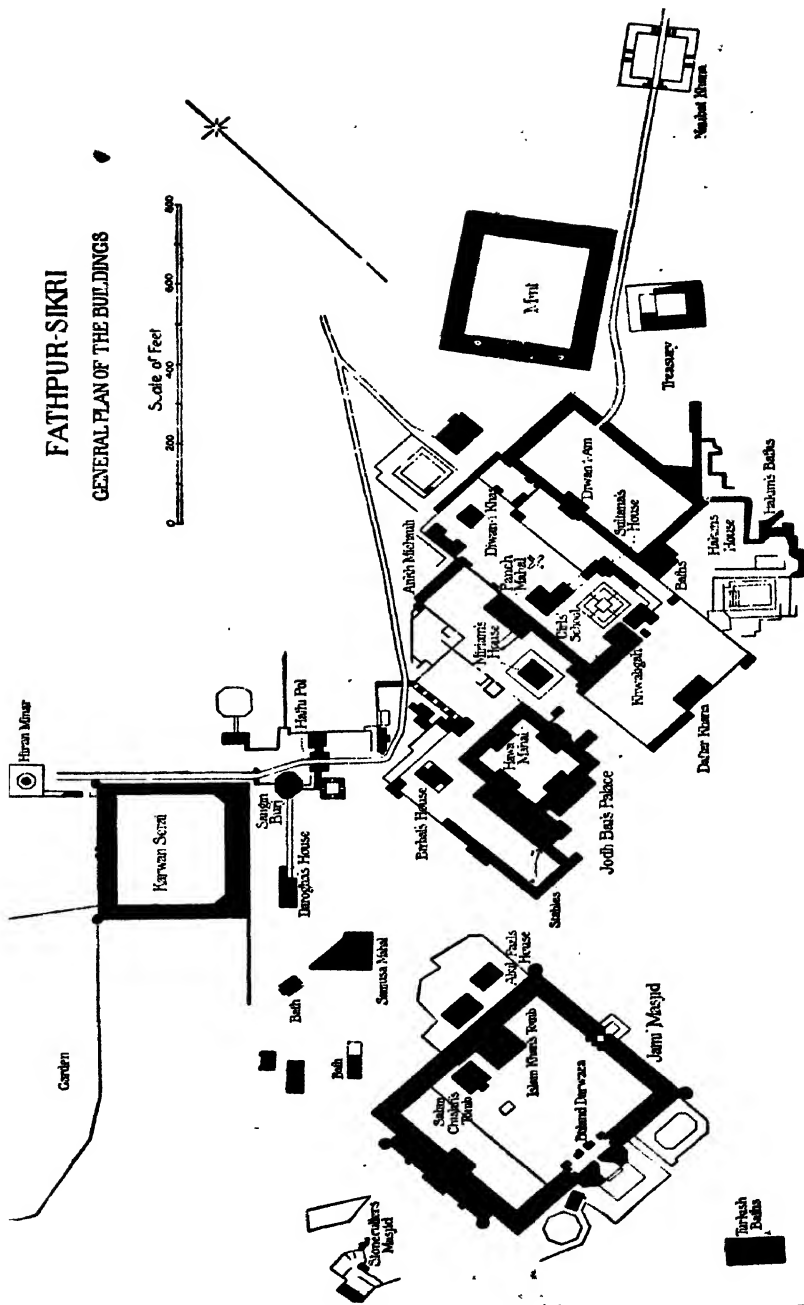 FATHPUR-SIKRI
GENERAL PLAN OF THE BUILDINGS
Scale of Feet
0 200 400 600 800
Hiran Minar
Garden
Karwan Serai
Hathi Pol
Sangin
Burj
Darogha's House
Samusa Mahal
Bath
Bath
Stonecutters
Masjid
Naubat Khana
Mint
Treasury
Ankh Michauli
Diwan-i Khas
Diwan-i-Am
Panch
Mahal
Sultana's
House
Miriam's
House
Girls'
School
Khwabgah
Baths
Hakim's
House
Hakim's Baths
Daftar Khana
Birbal's House
Hawa
Mahal
Jodh Bai's Palace
Stables
Abul Fazl's
House
Salim
Chishti's
Tomb
Islam Khan's Tomb
Buland Darwaza
Jami' Masjid
Turkish
Baths